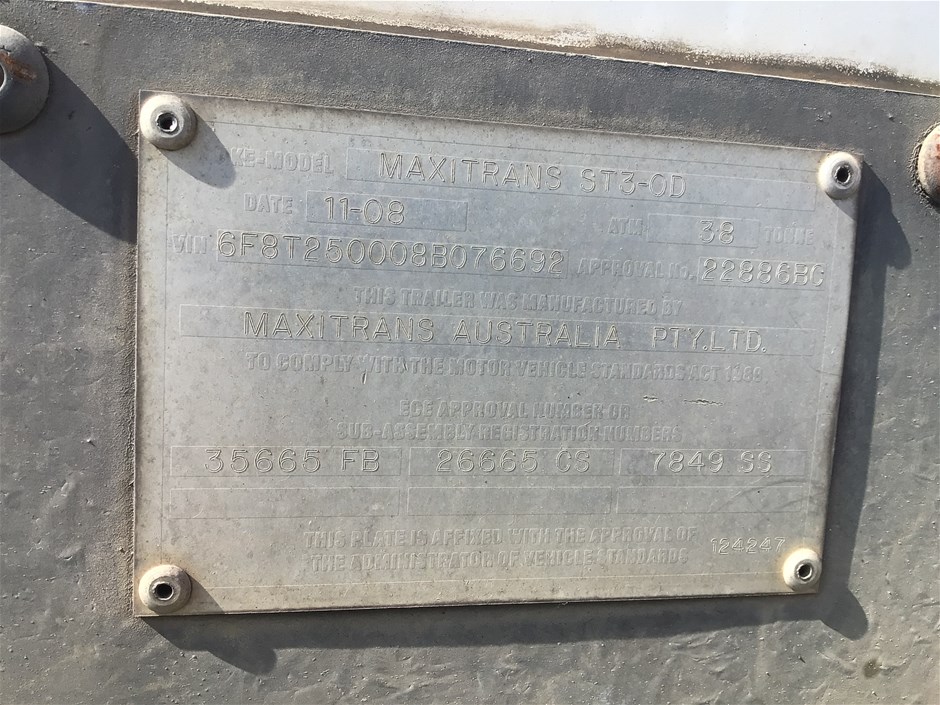 KE-MODEL MAXITRANS ST3-OD
DATE 11-08 ATM 38 TONNE
VIN 6F8T250008B076692 APPROVAL No. 22886BC
THIS TRAILER WAS MANUFACTURED BY
MAXITRANS AUSTRALIA PTY.LTD.
TO COMPLY WITH THE MOTOR VEHICLE STANDARDS ACT 1989
ECE APPROVAL NUMBER OR
SUB-ASSEMBLY REGISTRATION NUMBERS
35665 FB 26665 CS 7849 SS
THIS PLATE IS AFFIXED WITH THE APPROVAL OF
THE ADMINISTRATOR OF VEHICLE STANDARDS 124247